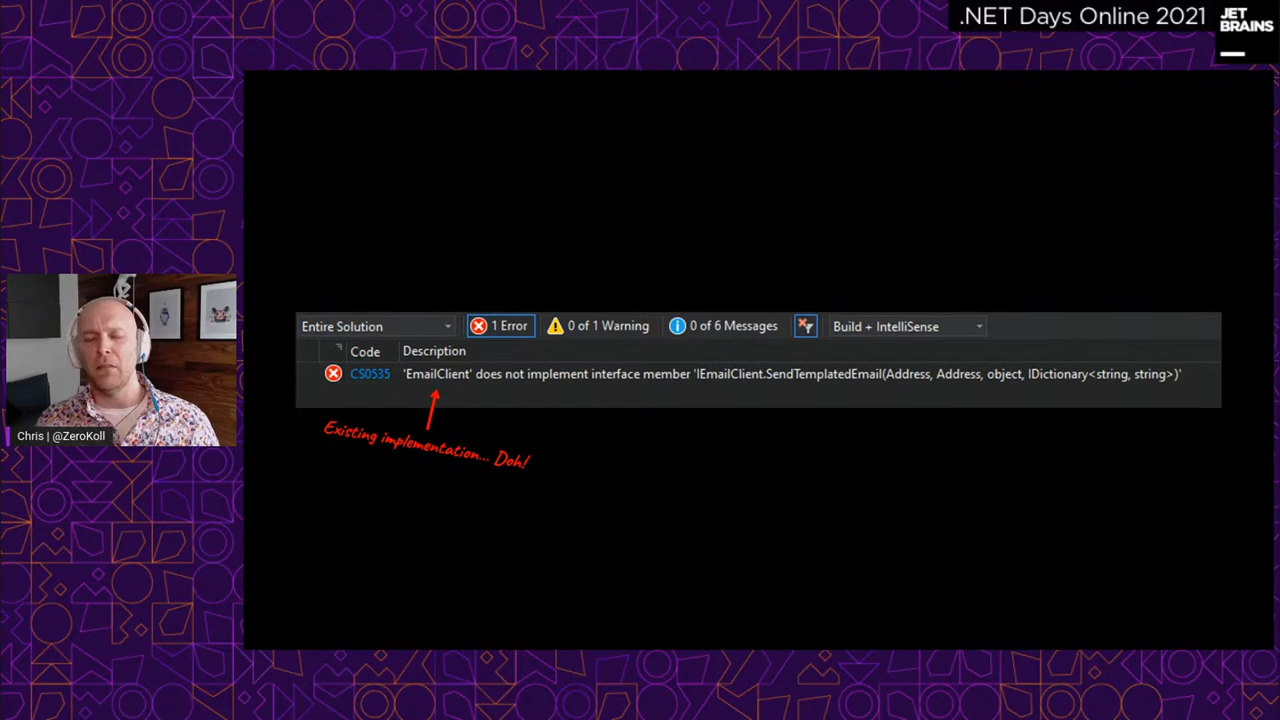 .NET Days Online 2021
JET
BRAINS
Entire Solution 1 Error 0 of 1 Warning 0 of 6 Messages Build + IntelliSense
Code Description
CS0535 'EmailClient' does not implement interface member 'IEmailClient.SendTemplatedEmail(Address, Address, object, IDictionary<string, string>)'
Existing implementation... Doh!
Chris | @ZeroKoll